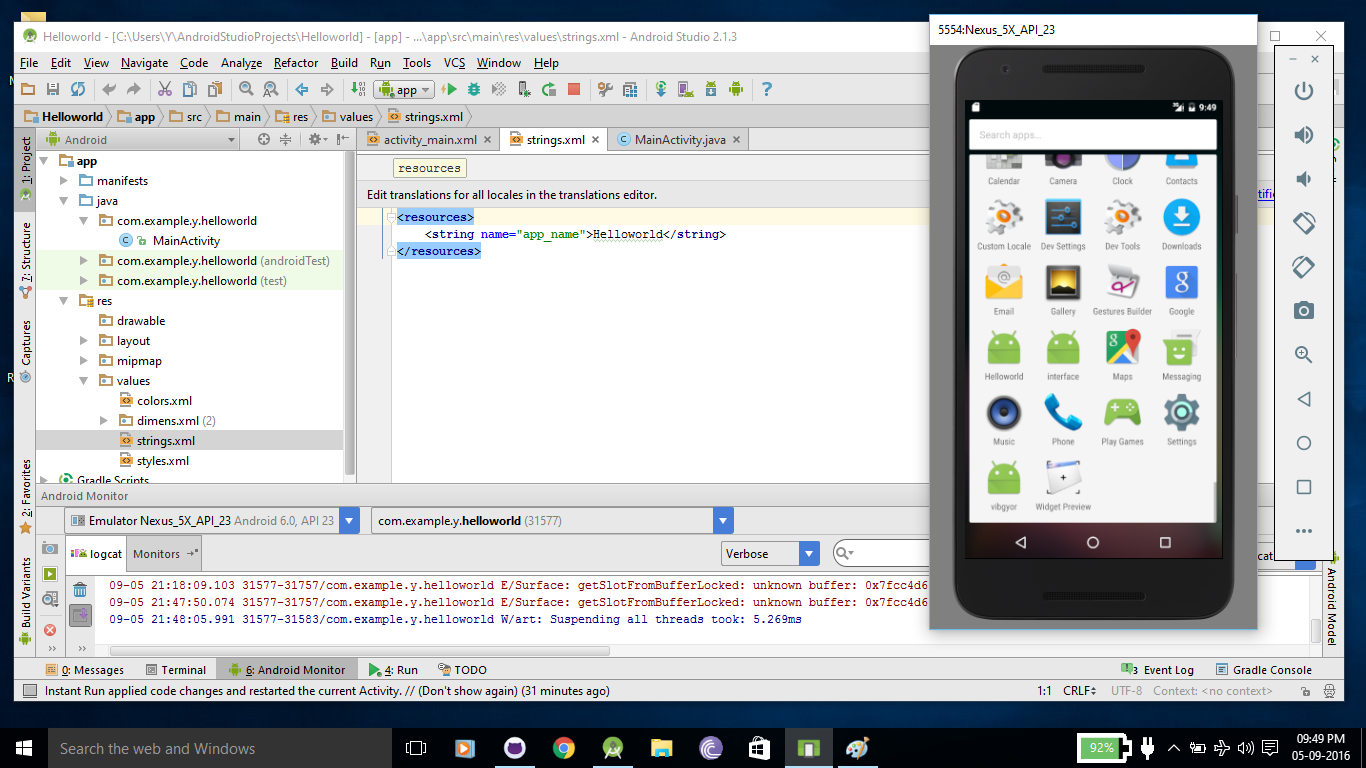 Helloworld - [C:\Users\Y\AndroidStudioProjects\Helloworld] - [app] - ...\app\src\main\res\values\strings.xml - Android Studio 2.1.3
File Edit View Navigate Code Analyze Refactor Build Run Tools VCS Window Help
app
Helloworld app src main res values strings.xml
1: Project
7: Structure
Captures
2: Favorites
Build Variants
Android
app
manifests
java
com.example.y.helloworld
MainActivity
com.example.y.helloworld (androidTest)
com.example.y.helloworld (test)
res
drawable
layout
mipmap
values
colors.xml
dimens.xml (2)
strings.xml
styles.xml
Gradle Scripts
activity_main.xml strings.xml MainActivity.java
resources
Edit translations for all locales in the translations editor.
<resources>
<string name="app_name">Helloworld</string>
</resources>
Android Monitor
Emulator Nexus_5X_API_23 Android 6.0, API 23 com.example.y.helloworld (31577)
logcat Monitors Verbose
09-05 21:18:09.103 31577-31757/com.example.y.helloworld E/Surface: getSlotFromBufferLocked: unknown buffer: 0x7fcc4d6
09-05 21:47:50.074 31577-31757/com.example.y.helloworld E/Surface: getSlotFromBufferLocked: unknown buffer: 0x7fcc4d6
09-05 21:48:05.991 31577-31583/com.example.y.helloworld W/art: Suspending all threads took: 5.269ms
Android Model
0: Messages Terminal 6: Android Monitor 4: Run TODO 3 Event Log Gradle Console
Instant Run applied code changes and restarted the current Activity. // (Don't show again) (31 minutes ago) 1:1 CRLF UTF-8 Context: <no context>
5554:Nexus_5X_API_23
9:49
Search apps...
Calendar Camera Clock Contacts
Custom Locale Dev Settings Dev Tools Downloads
Email Gallery Gestures Builder Google
Helloworld interface Maps Messaging
Music Phone Play Games Settings
vibgyor Widget Preview
Search the web and Windows
92%
09:49 PM
05-09-2016